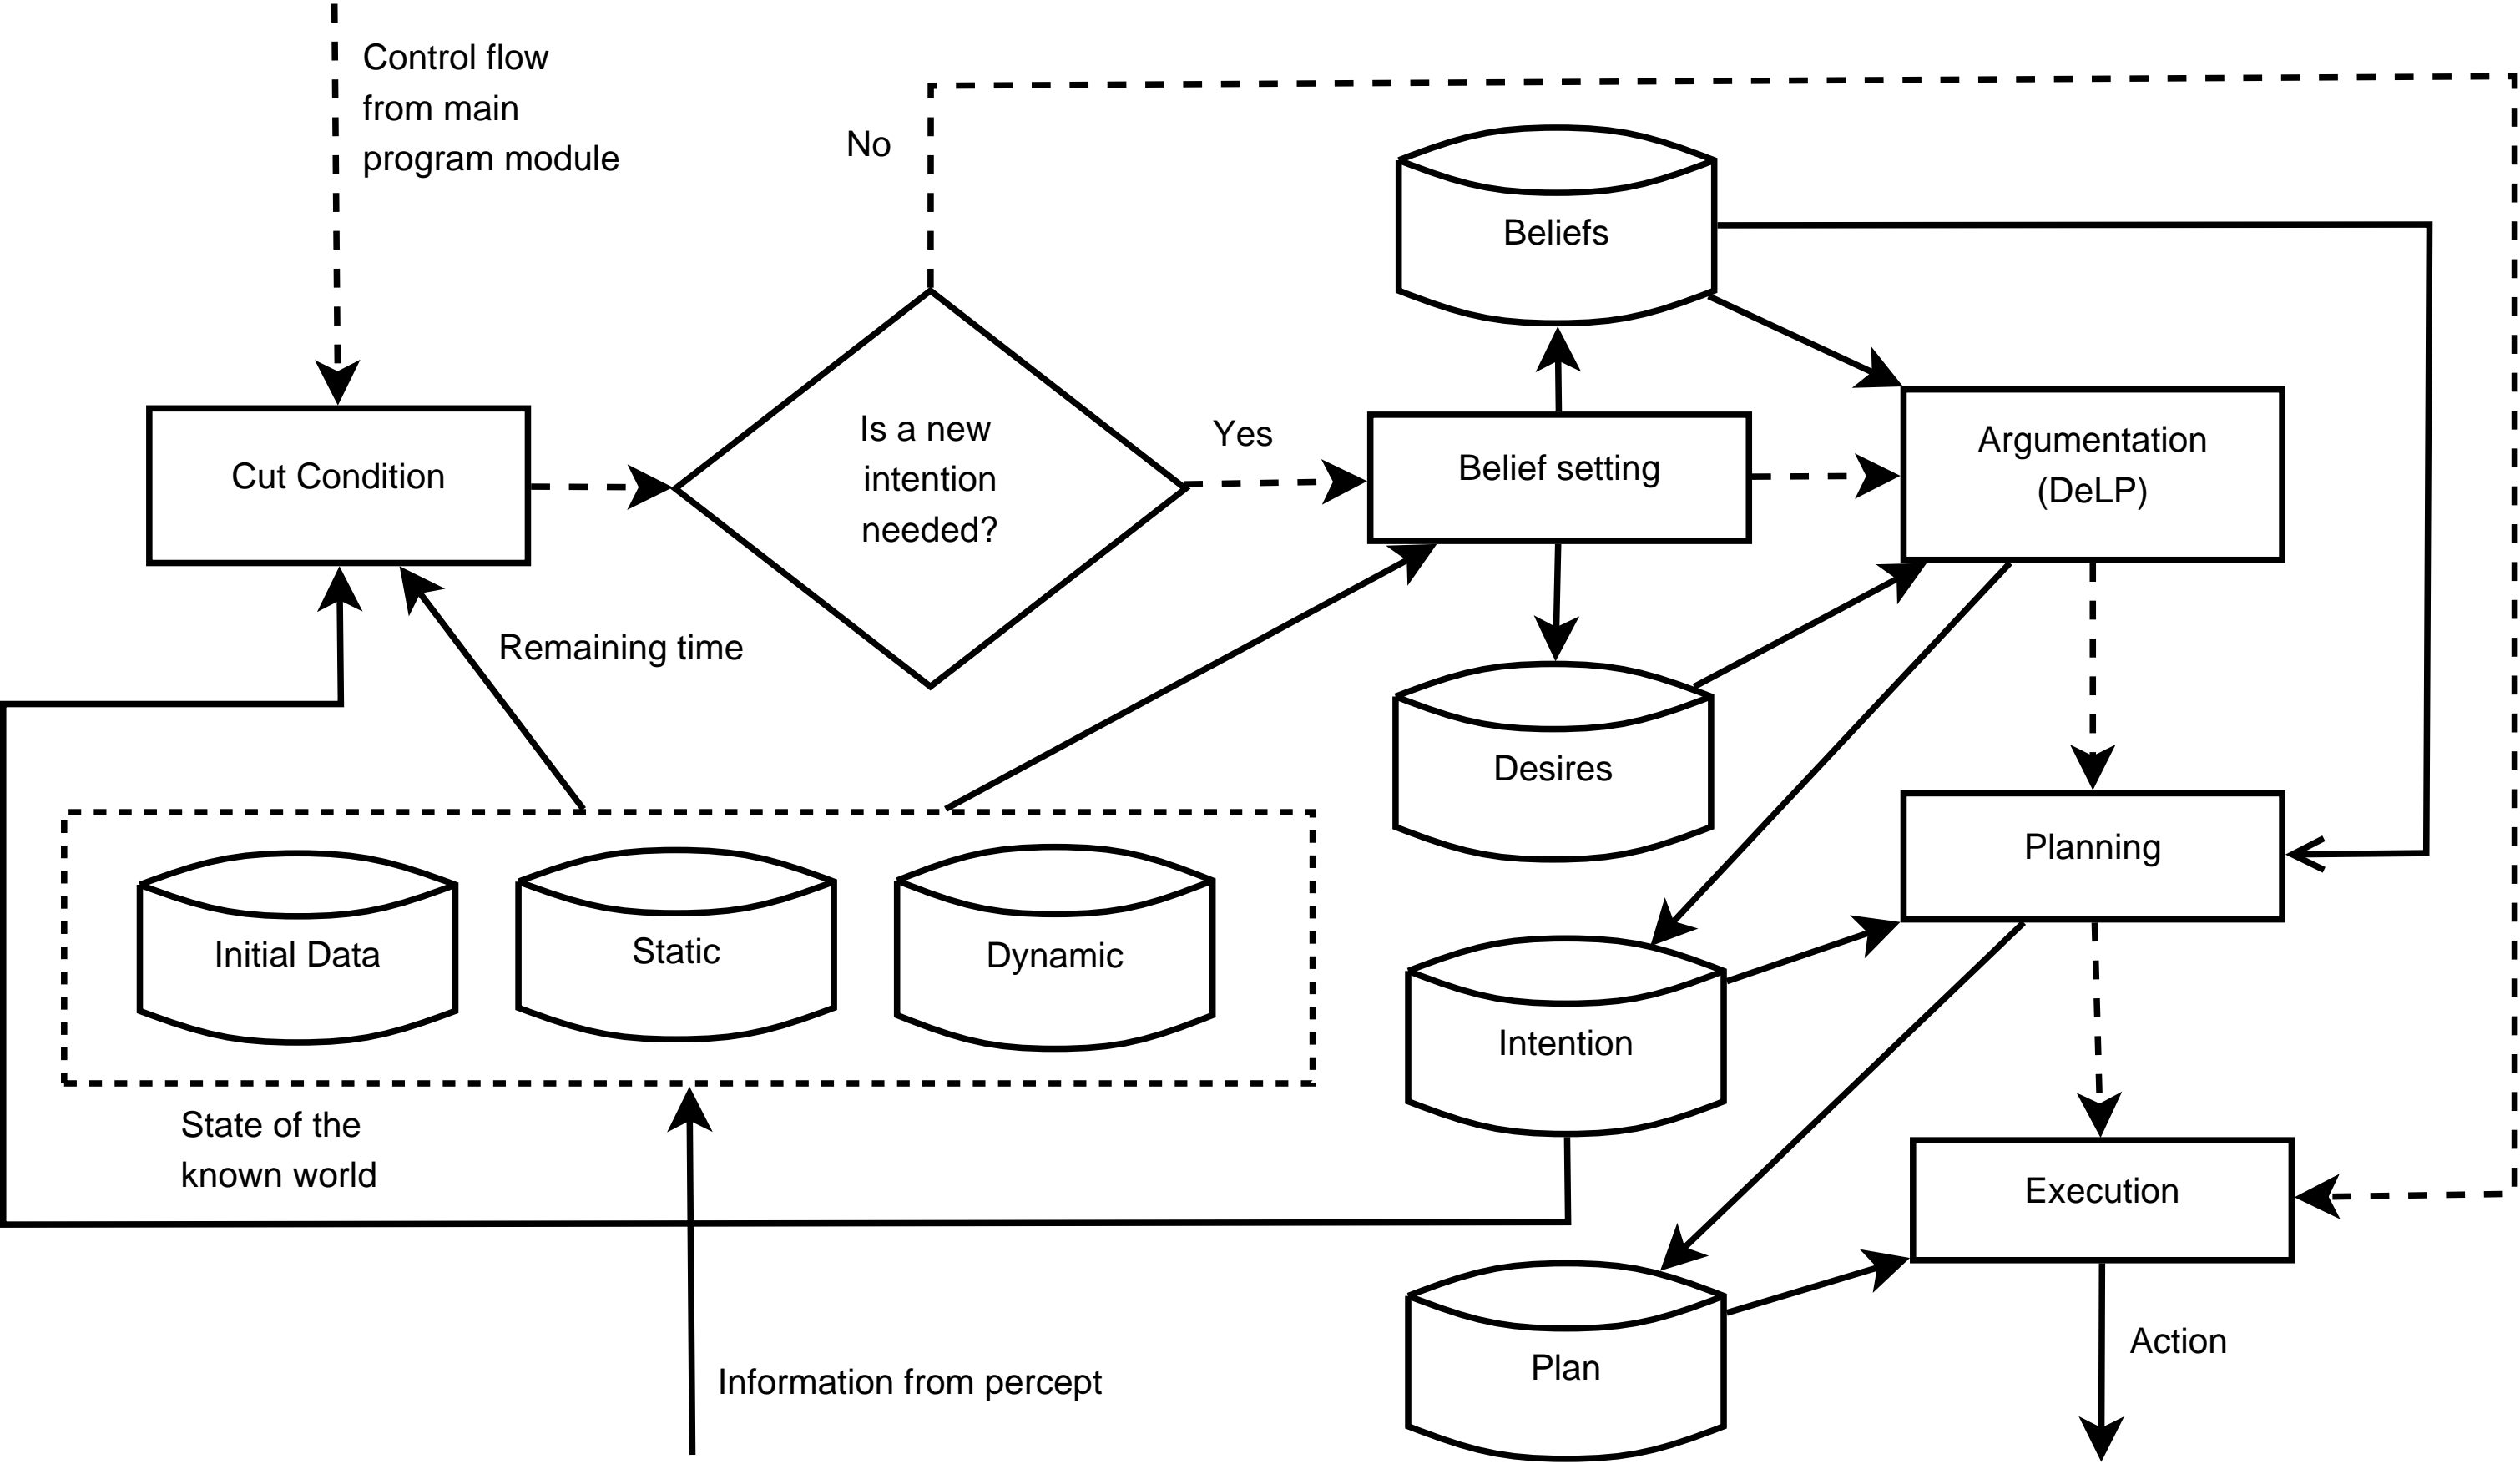 Control flow
from main
program module
No
Beliefs
Is a new
intention
needed?
Yes
Cut Condition
Belief setting
Argumentation
(DeLP)
Remaining time
Desires
Planning
Initial Data
Static
Dynamic
Intention
State of the
known world
Execution
Plan
Action
Information from percept